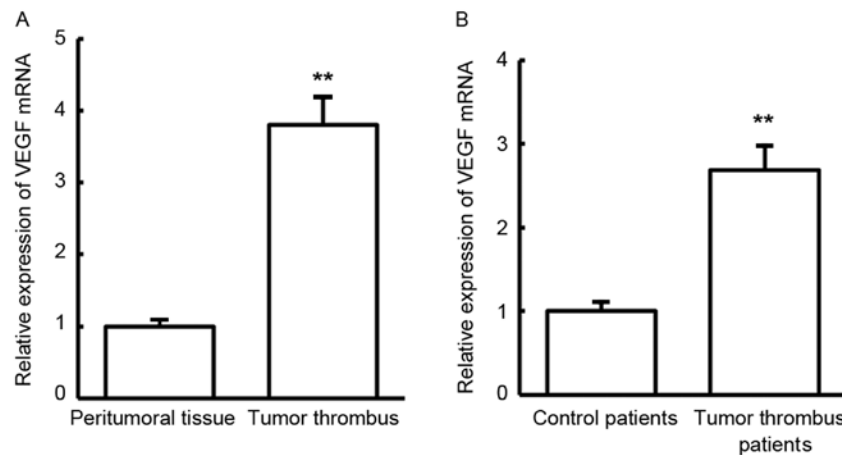 A
Relative expression of VEGF mRNA
5
4
3
2
1
0
**
Peritumoral tissue
Tumor thrombus
B
Relative expression of VEGF mRNA
4
3
2
1
0
**
Control patients
Tumor thrombus
patients